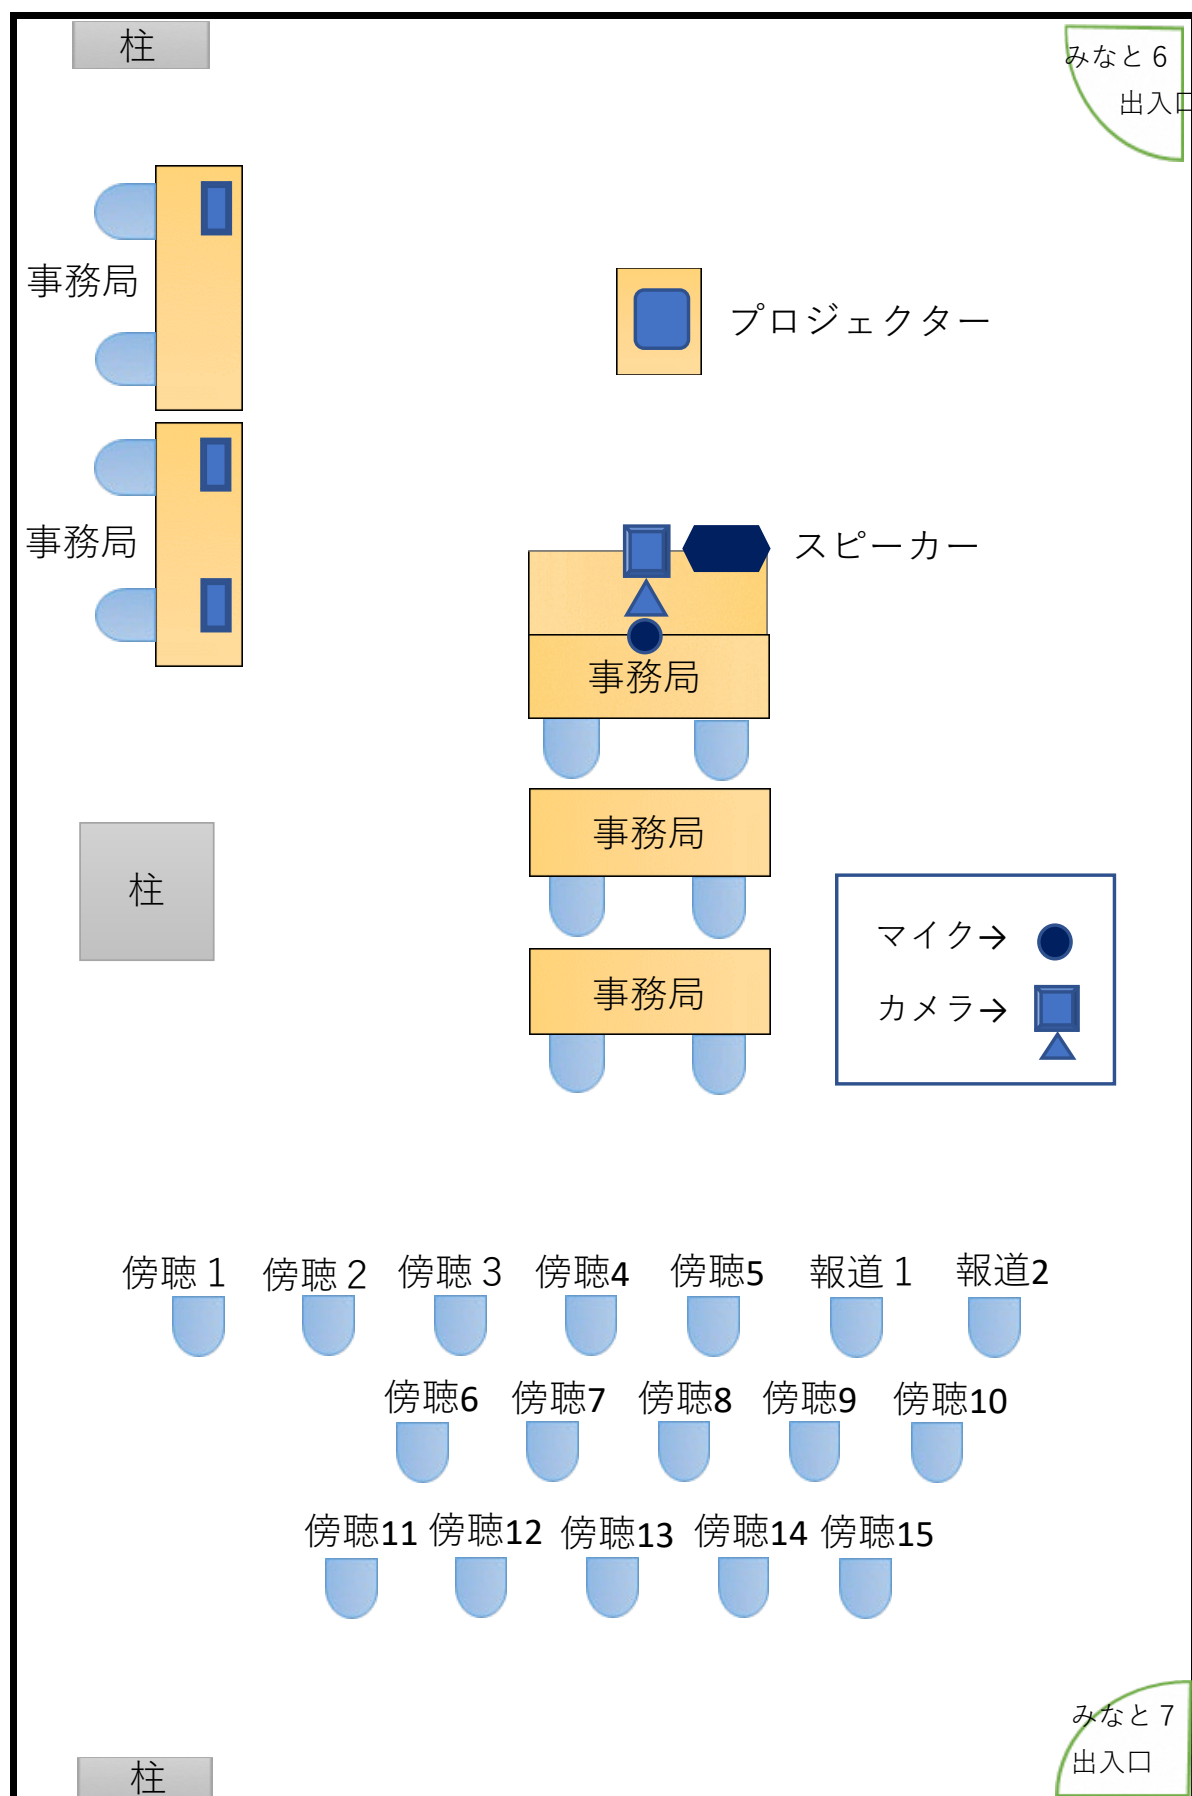 柱
みなと６
出入口
事務局
プロジェクター
事務局
スピーカー
事務局
事務局
柱
マイク→
事務局
カメラ→
傍聴１
傍聴２
傍聴３
傍聴4
傍聴5
報道１
報道2
傍聴6
傍聴7
傍聴8
傍聴9
傍聴10
傍聴11
傍聴12
傍聴13
傍聴14
傍聴15
みなと７
出入口
柱